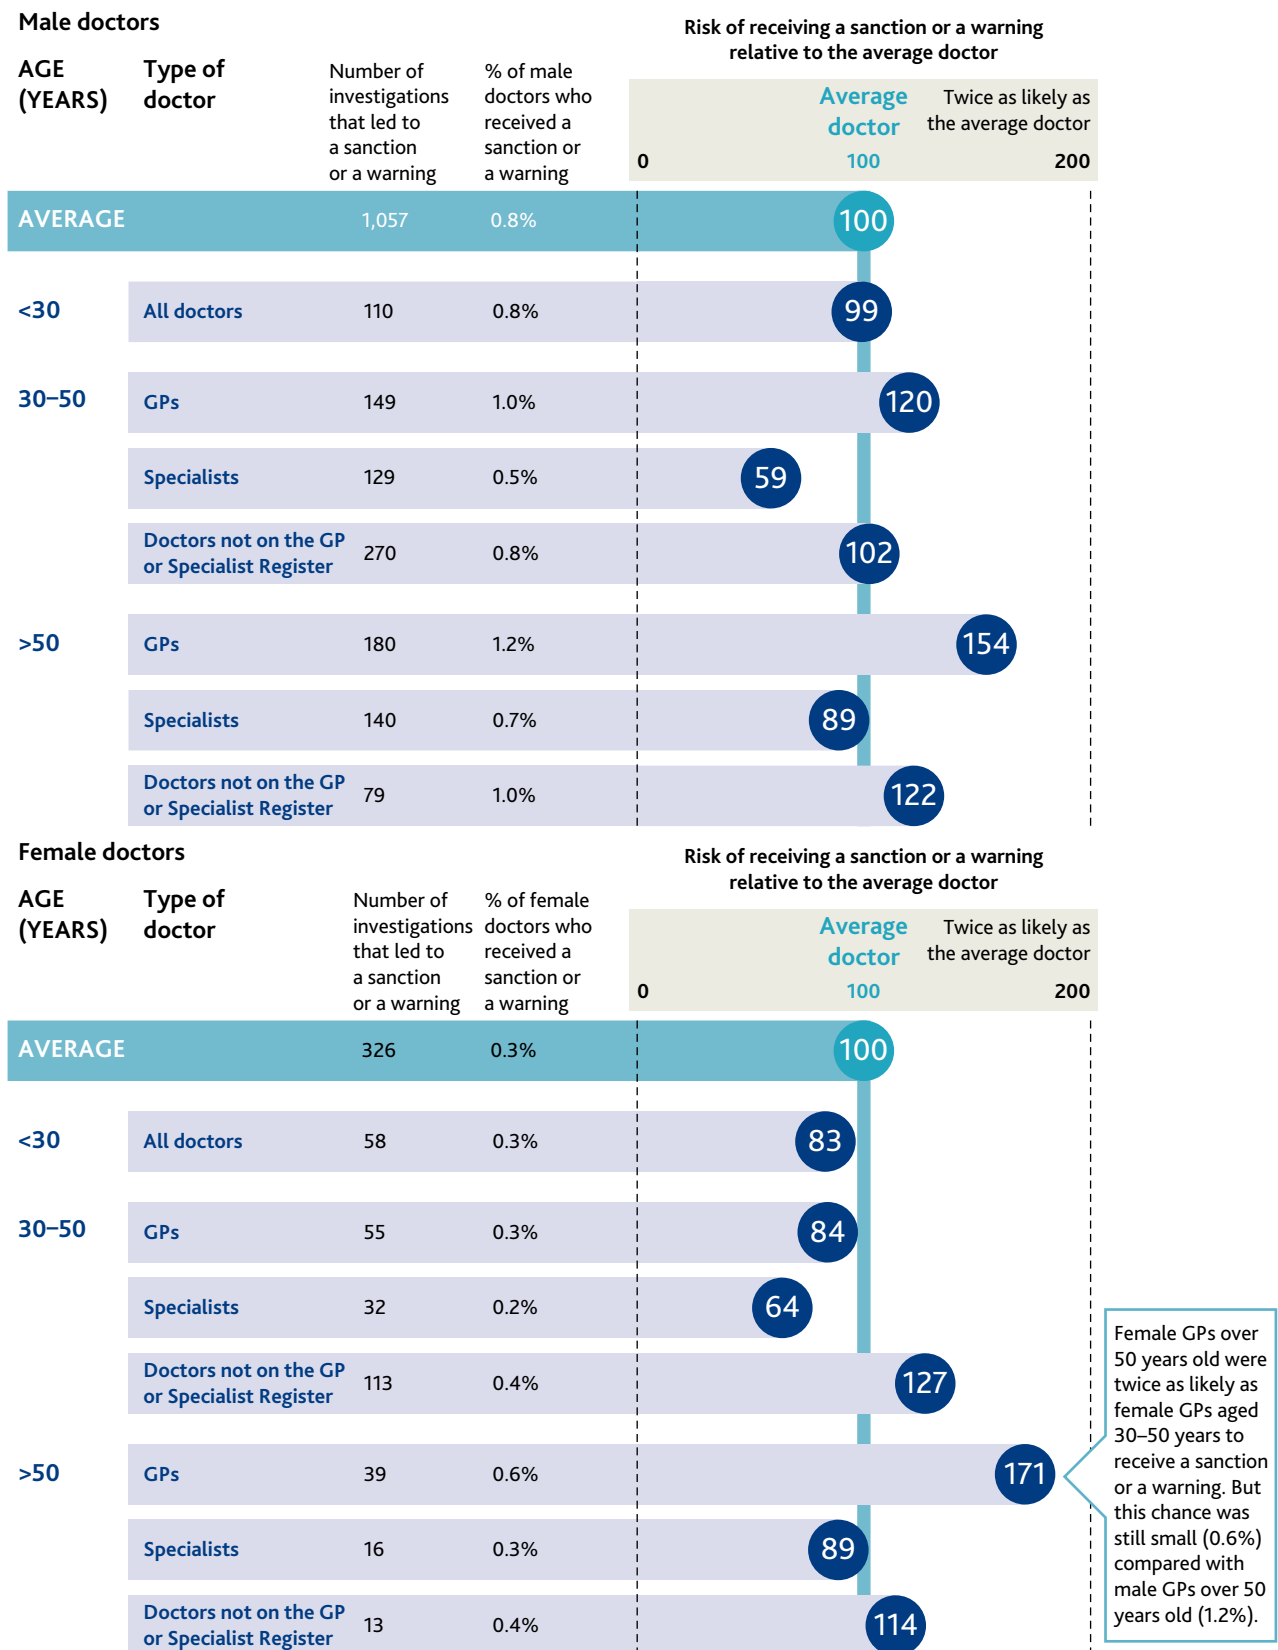 Male doctors
Risk of receiving a sanction or a warning
relative to the average doctor
AGE
(YEARS)
Type of
doctor
Number of
investigations
that led to
a sanction
or a warning
% of male
doctors who
received a
sanction or
a warning
Average
doctor
Twice as likely as
the average doctor
0 100 200
AVERAGE 1,057 0.8% 100
<30 All doctors 110 0.8% 99
30–50 GPs 149 1.0% 120
Specialists 129 0.5% 59
Doctors not on the GP
or Specialist Register
270 0.8% 102
>50 GPs 180 1.2% 154
Specialists 140 0.7% 89
Doctors not on the GP
or Specialist Register
79 1.0% 122
Female doctors
Risk of receiving a sanction or a warning
relative to the average doctor
AGE
(YEARS)
Type of
doctor
Number of
investigations
that led to
a sanction
or a warning
% of female
doctors who
received a
sanction or
a warning
Average
doctor
Twice as likely as
the average doctor
0 100 200
AVERAGE 326 0.3% 100
<30 All doctors 58 0.3% 83
30–50 GPs 55 0.3% 84
Specialists 32 0.2% 64
Doctors not on the GP
or Specialist Register
113 0.4% 127
>50 GPs 39 0.6% 171
Specialists 16 0.3% 89
Doctors not on the GP
or Specialist Register
13 0.4% 114
Female GPs over
50 years old were
twice as likely as
female GPs aged
30–50 years to
receive a sanction
or a warning. But
this chance was
still small (0.6%)
compared with
male GPs over 50
years old (1.2%).